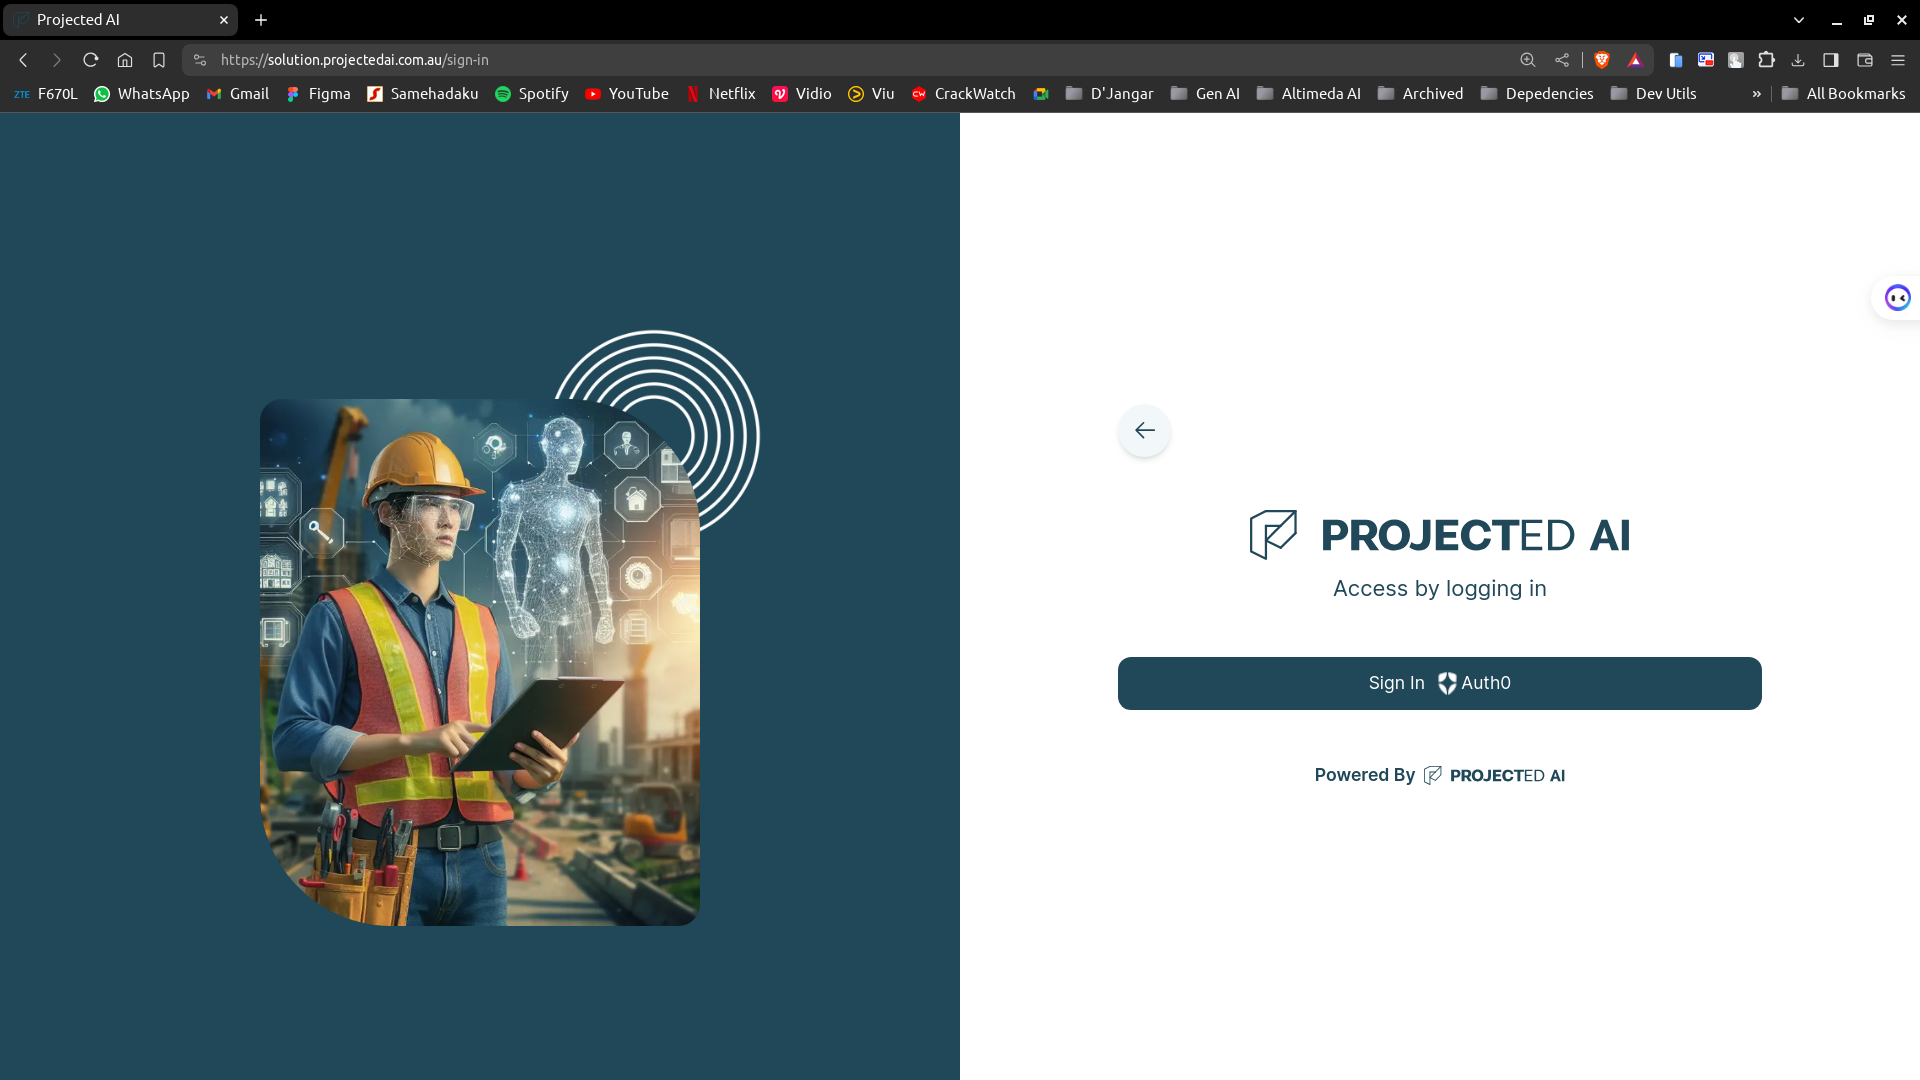 Projected AI
https://solution.projectedai.com.au/sign-in
ZTE F670L WhatsApp Gmail Figma Samehadaku Spotify YouTube Netflix Vidio Viu CW CrackWatch D'Jangar Gen AI Altimeda AI Archived Depedencies Dev Utils » All Bookmarks
PROJECTED AI
Access by logging in
Sign In Auth0
Powered By PROJECTED AI